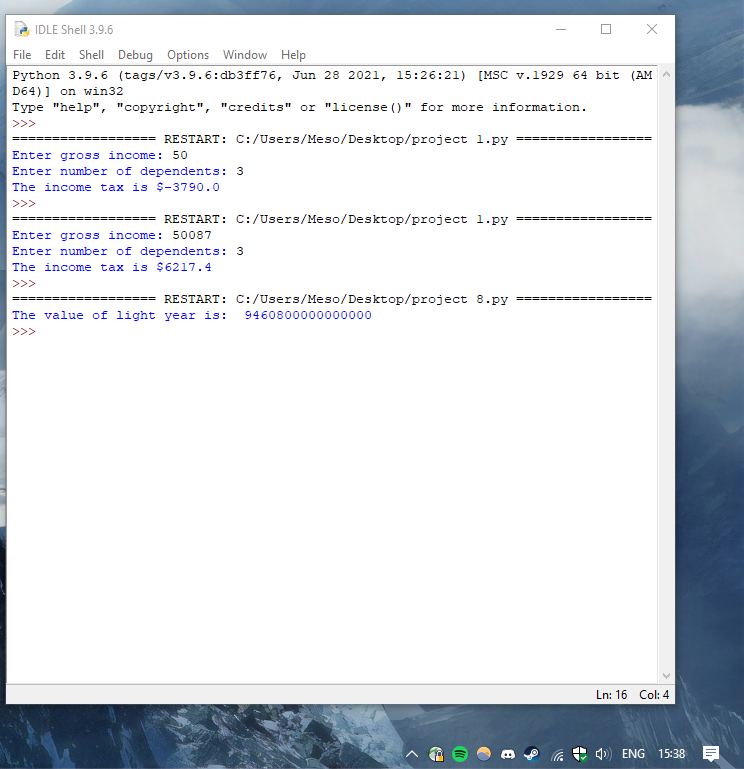 IDLE Shell 3.9.6
File Edit Shell Debug Options Window Help
Python 3.9.6 (tags/v3.9.6:db3ff76, Jun 28 2021, 15:26:21) [MSC v.1929 64 bit (AM
D64)] on win32
Type "help", "copyright", "credits" or "license()" for more information.
>>>
================== RESTART: C:/Users/Meso/Desktop/project 1.py =================
Enter gross income: 50
Enter number of dependents: 3
The income tax is $-3790.0
>>>
================== RESTART: C:/Users/Meso/Desktop/project 1.py =================
Enter gross income: 50087
Enter number of dependents: 3
The income tax is $6217.4
>>>
================== RESTART: C:/Users/Meso/Desktop/project 8.py =================
The value of light year is:  9460800000000000
>>>
Ln: 16 Col: 4
ENG 15:38